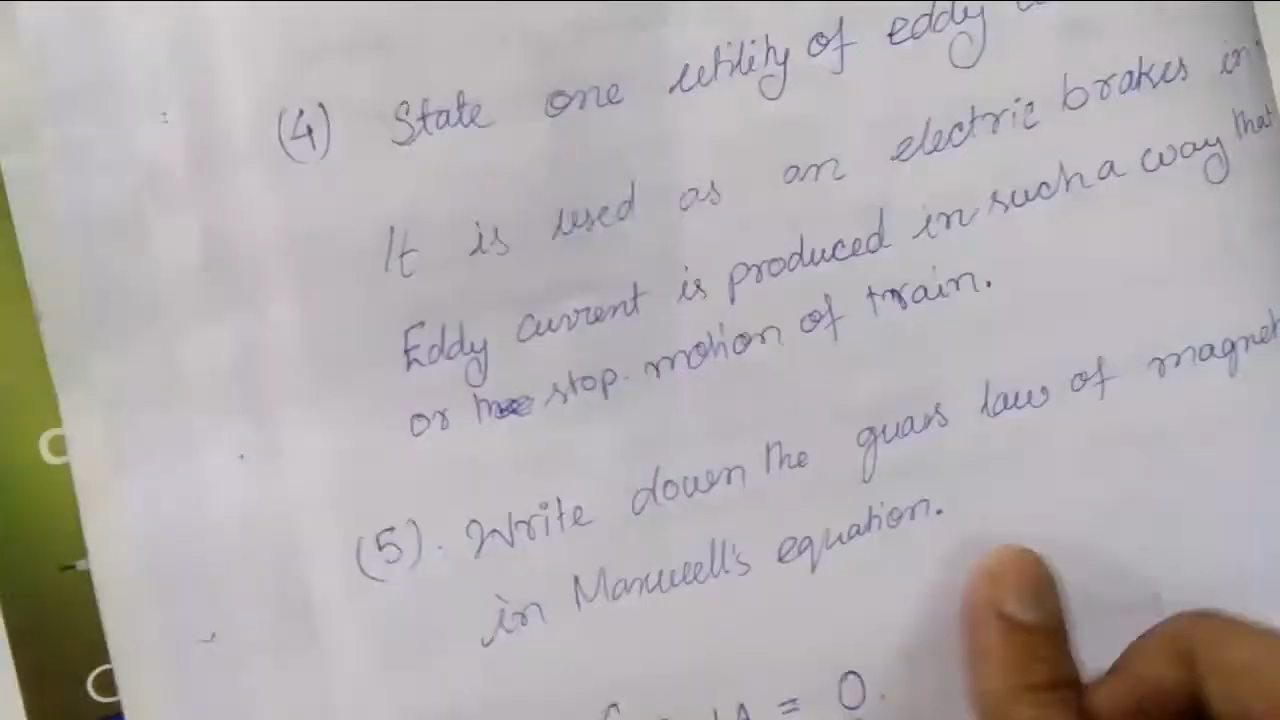 (4) State one utility of eddy
It is used as an electric brakes in
Eddy current is produced in such a way that
or stop. motion of train.
(5). Write down the guass law of magnet
in Maxwell's equation.
dA = 0.